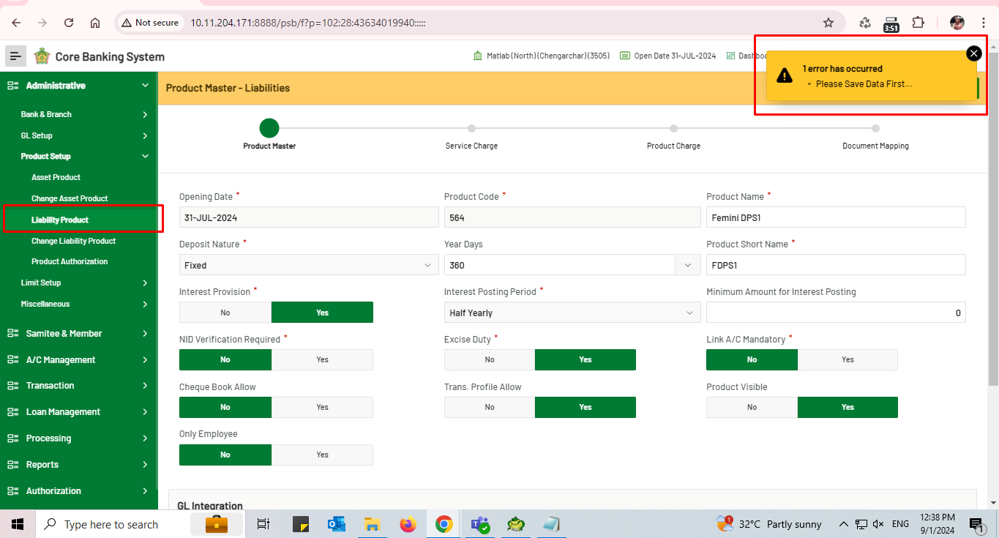 Not secure
10.11.204.171:8888/psb/f?p=102:28:43634019940:::::
3:51
Core Banking System
Matlab (North)(Chengarchar)(3505)
Open Date 31-JUL-2024
Dashboa
1 error has occurred
Please Save Data First...
Administrative
Bank & Branch
GL Setup
Product Setup
Asset Product
Change Asset Product
Liability Product
Change Liability Product
Product Authorization
Limit Setup
Miscellaneous
Samitee & Member
A/C Management
Transaction
Loan Management
Processing
Reports
Authorization
Product Master - Liabilities
Product Master
Service Charge
Product Charge
Document Mapping
Opening Date *
Product Code *
Product Name *
31-JUL-2024
564
Femini DPS1
Deposit Nature *
Year Days
Product Short Name *
Fixed
360
FDPS1
Interest Provision *
Interest Posting Period *
Minimum Amount for Interest Posting
No Yes
Half Yearly
0
NID Verification Required *
Excise Duty *
Link A/C Mandatory *
No Yes
No Yes
No Yes
Cheque Book Allow
Trans. Profile Allow
Product Visible
No Yes
No Yes
No Yes
Only Employee
No Yes
GL Integration
Type here to search
1
32°C Partly sunny
ENG
12:38 PM
9/1/2024
1